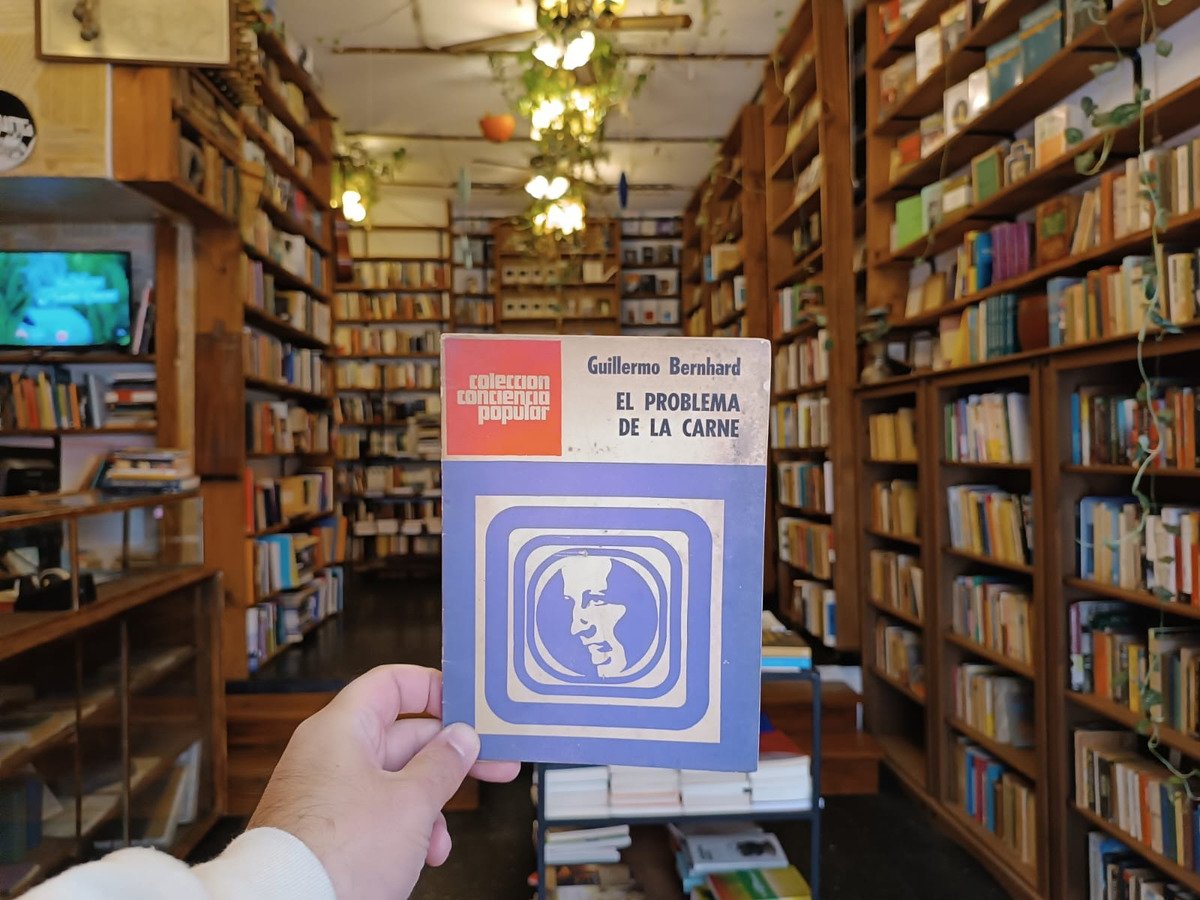 coleccion
conciencia
popular
Guillermo Bernhard
EL PROBLEMA
DE LA CARNE